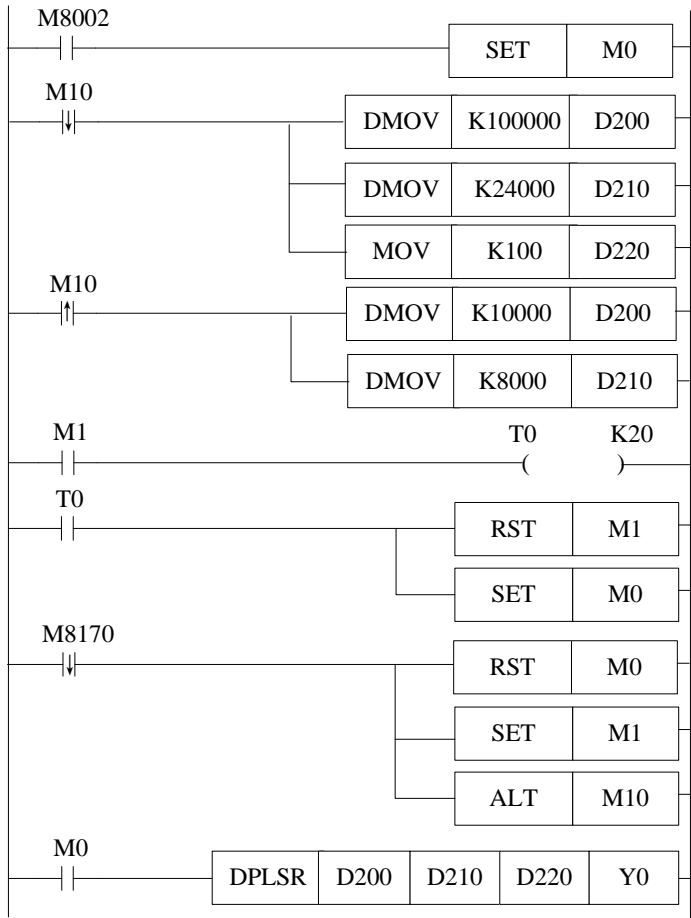 M8002
SET M0
M10
DMOV K100000 D200
DMOV K24000 D210
MOV K100 D220
M10
DMOV K10000 D200
DMOV K8000 D210
M1 T0 K20
( )
T0
RST M1
SET M0
M8170
RST M0
SET M1
ALT M10
M0
DPLSR D200 D210 D220 Y0